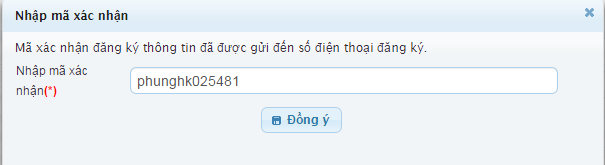 Nhập mã xác nhận
Mã xác nhận đăng ký thông tin đã được gửi đến số điện thoại đăng ký.
Nhập mã xác
nhận(*)
phunghk025481
Đồng ý